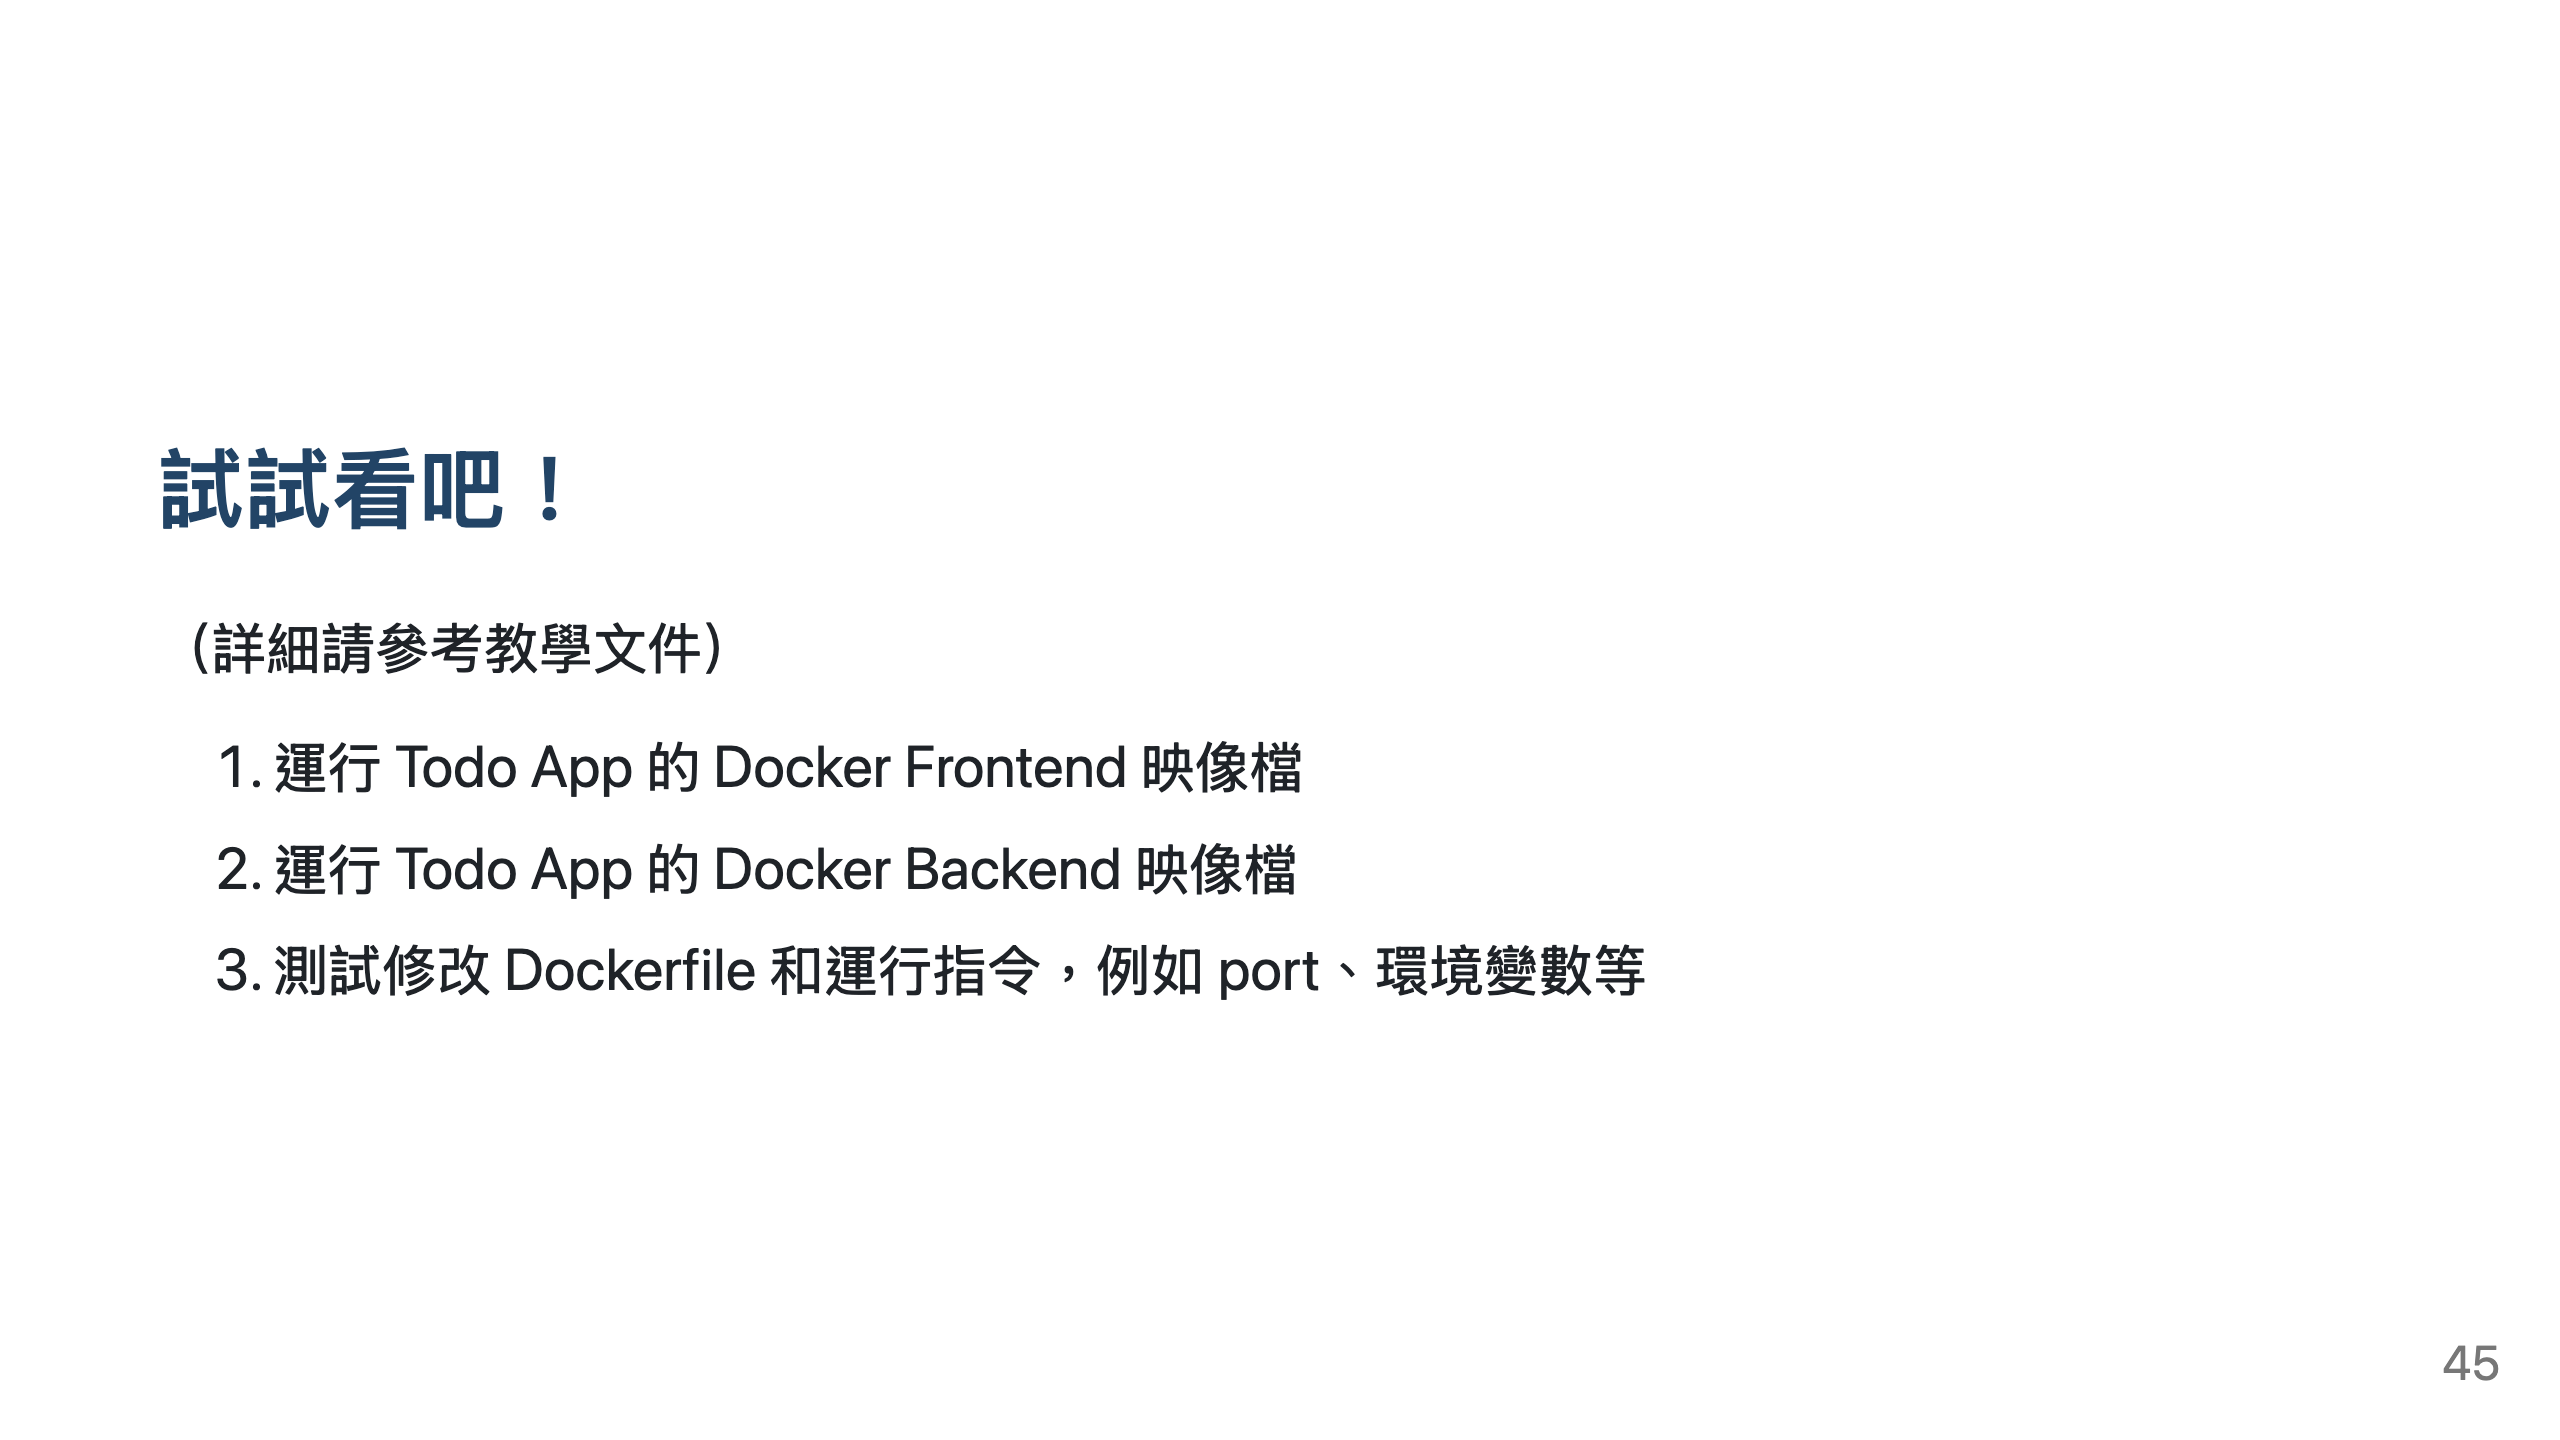 試試看吧！
（詳細請參考教學文件）
1. 運行 Todo App 的 Docker Frontend 映像檔
2. 運行 Todo App 的 Docker Backend 映像檔
3. 測試修改 Dockerfile 和運行指令，例如 port、環境變數等
45